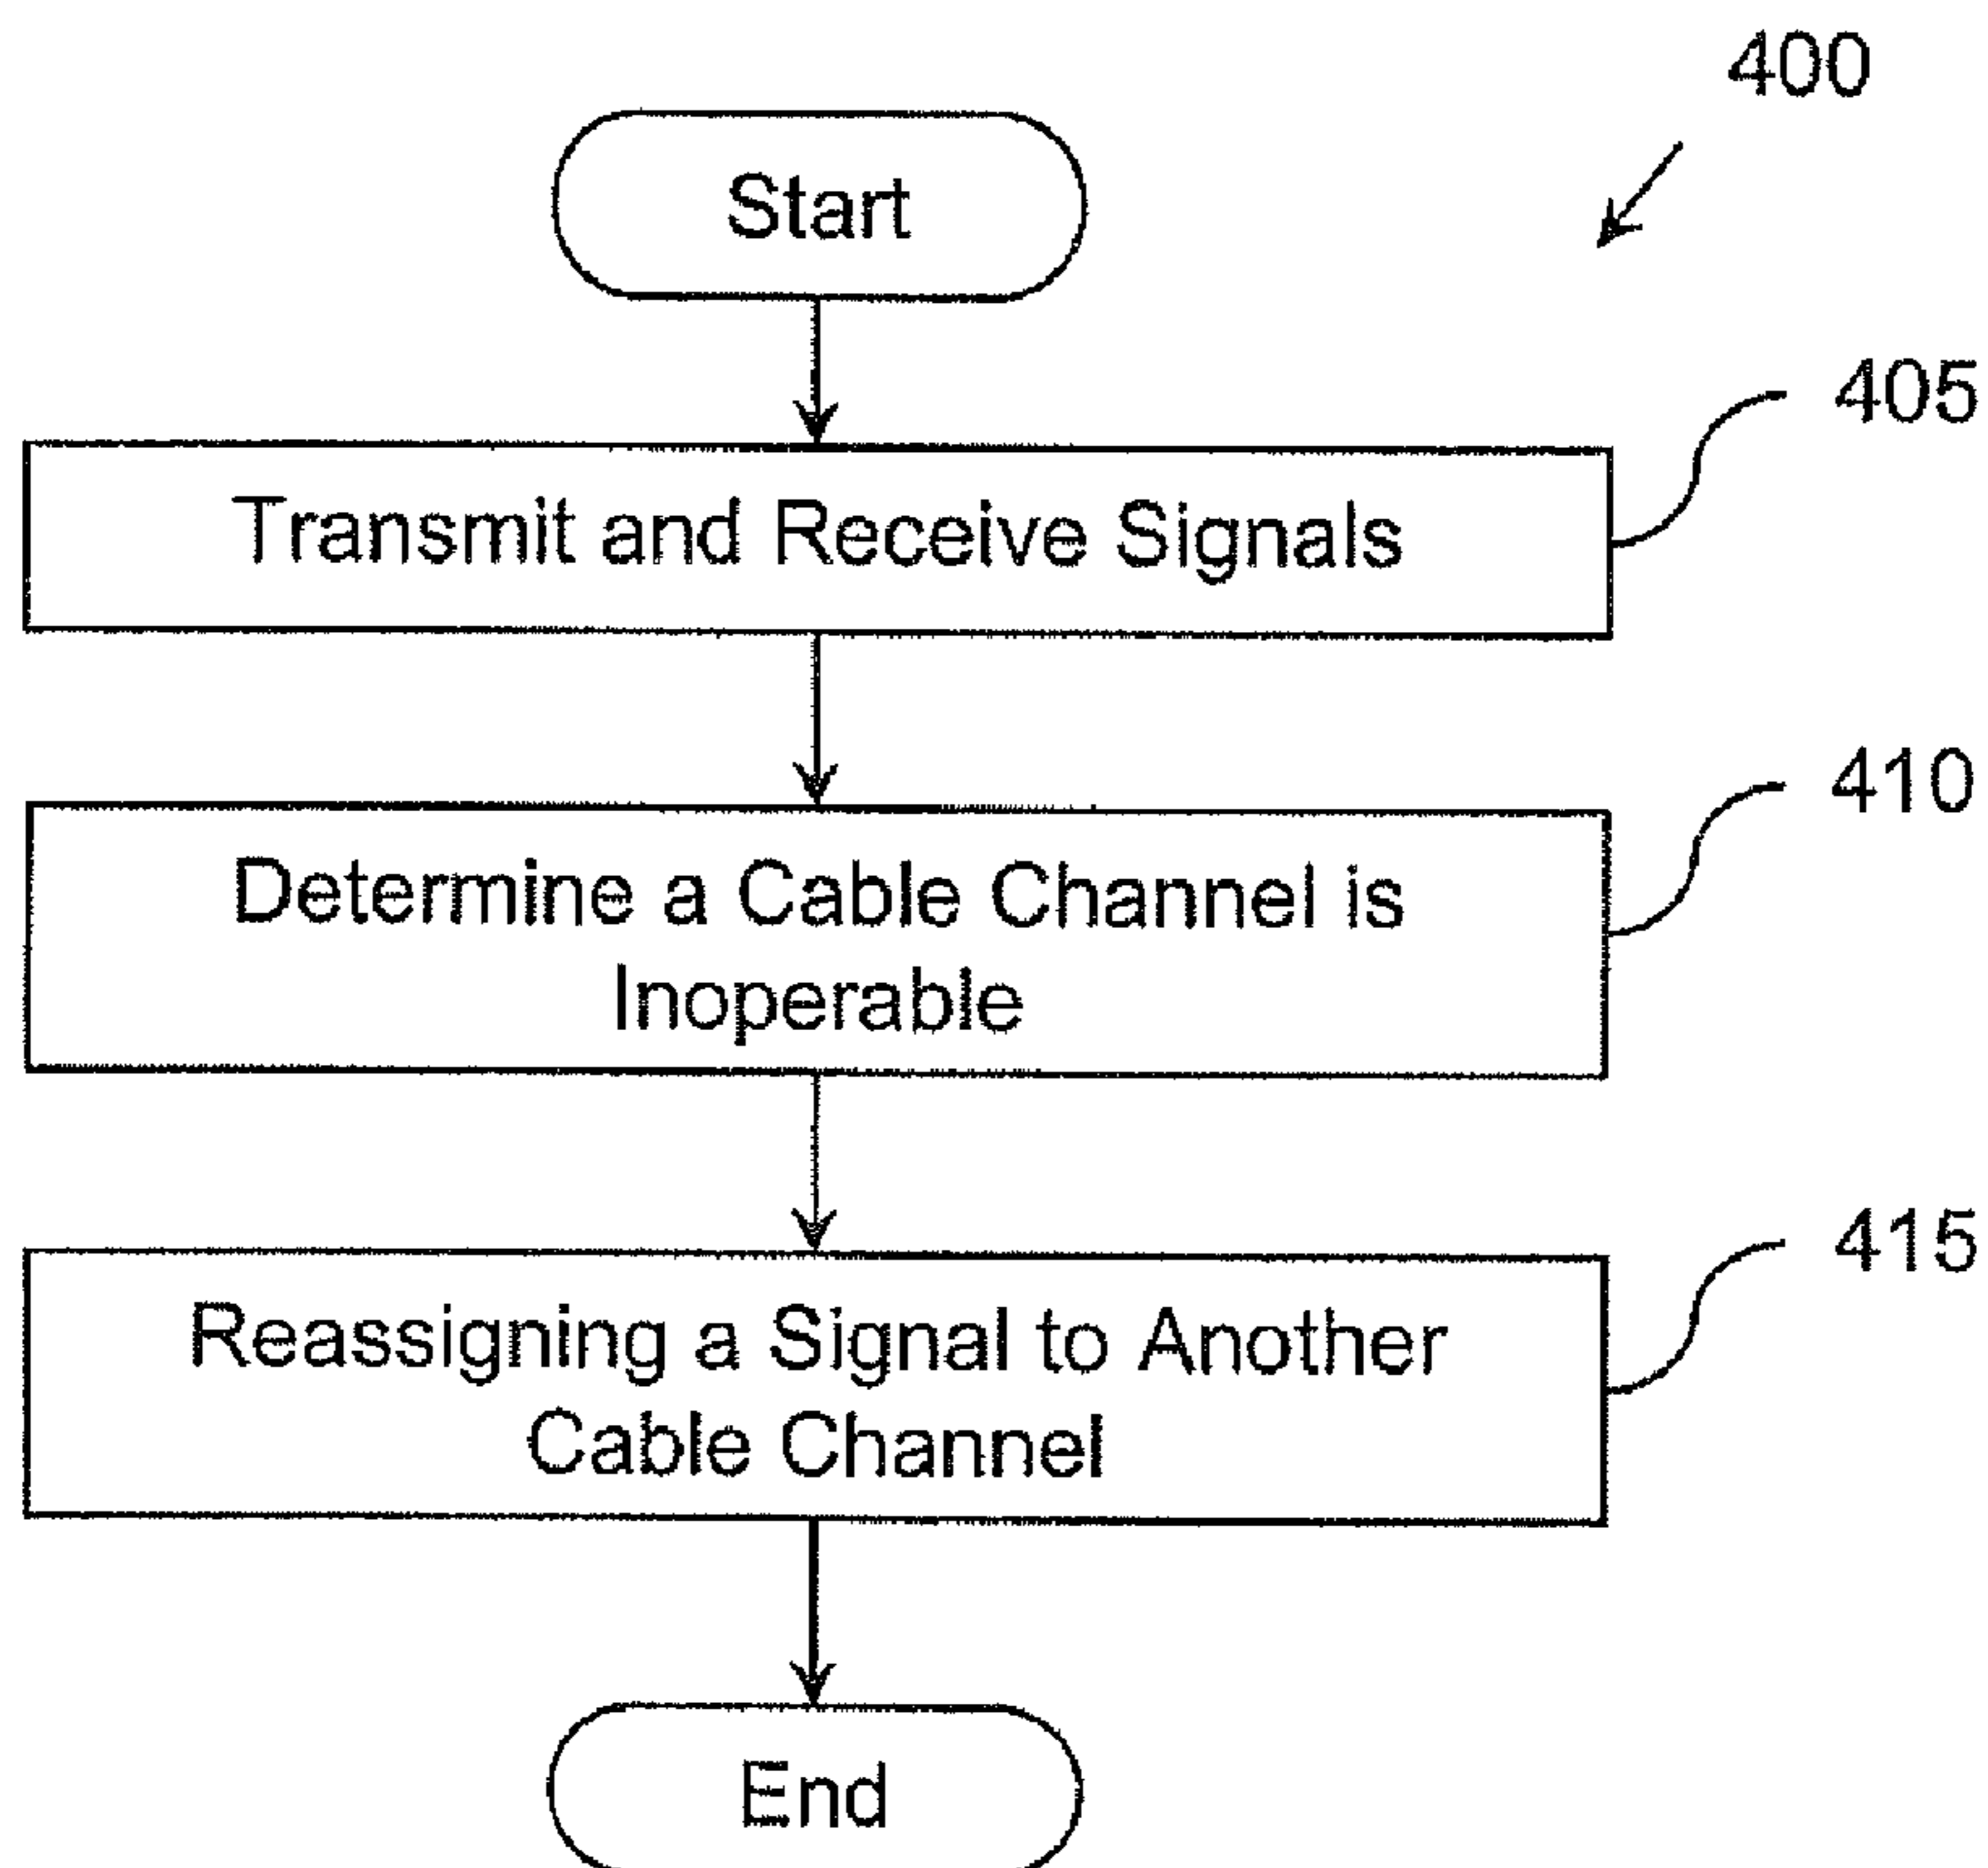 400
Start
405
Transmit and Receive Signals
410
Determine a Cable Channel is
Inoperable
415
Reassigning a Signal to Another
Cable Channel
End